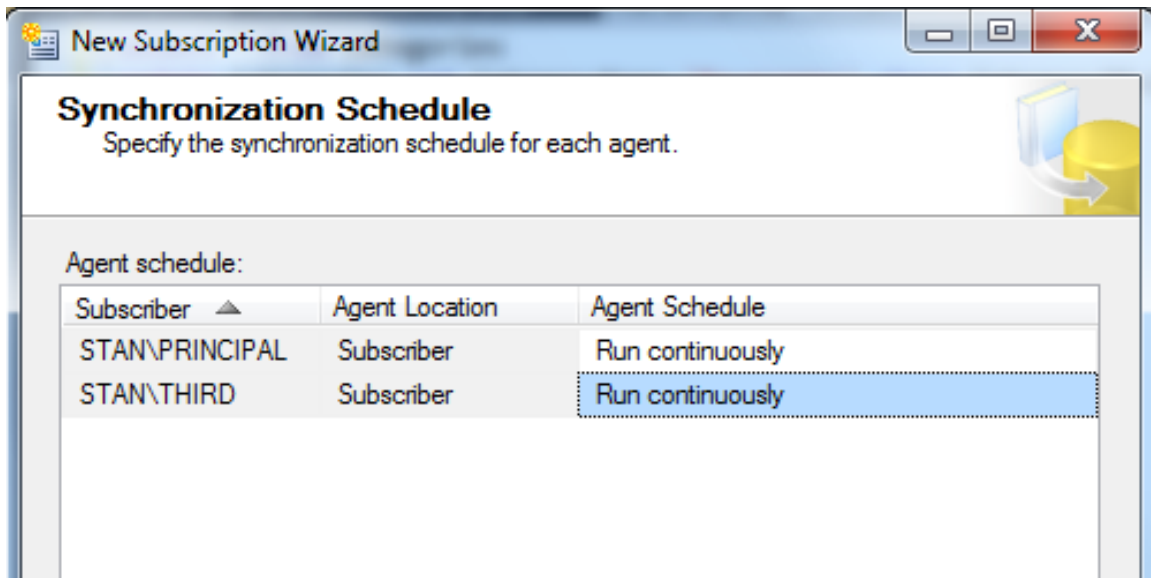 New Subscription Wizard
Synchronization Schedule
Specify the synchronization schedule for each agent.
Agent schedule:
Subscriber Agent Location Agent Schedule
STAN\PRINCIPAL Subscriber Run continuously
STAN\THIRD Subscriber Run continuously